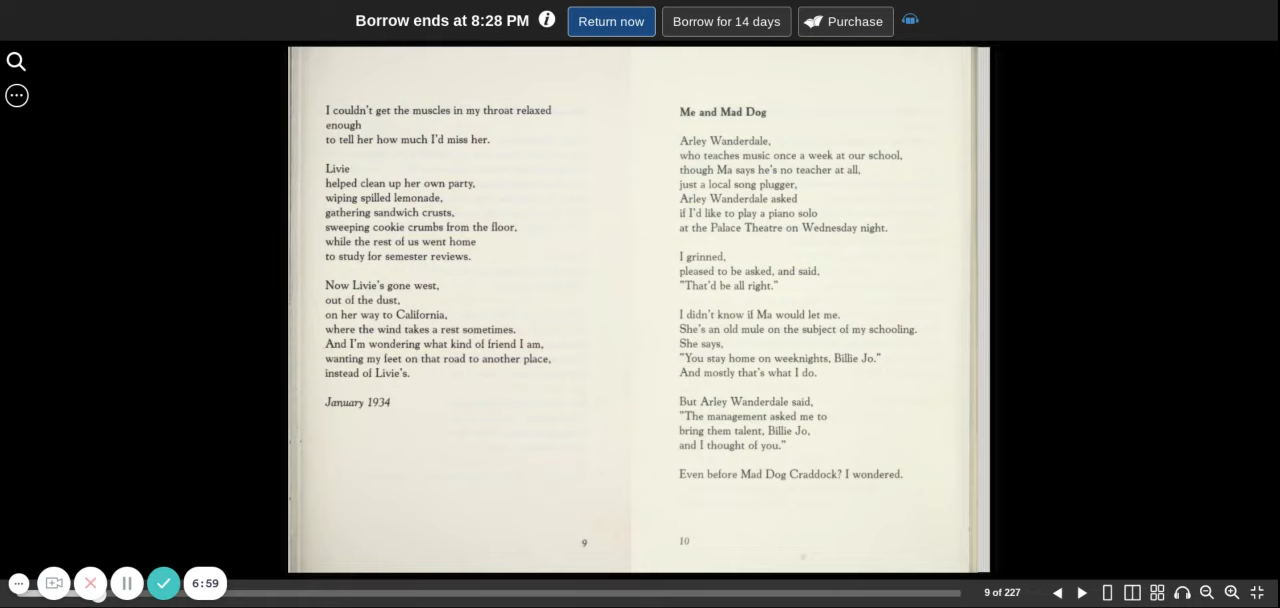 Borrow ends at 8:28 PM
Return now
Borrow for 14 days
Purchase
I couldn't get the muscles in my throat relaxed
enough
to tell her how much I'd miss her.
Livie
helped clean up her own party,
wiping spilled lemonade,
gathering sandwich crusts,
sweeping cookie crumbs from the floor,
while the rest of us went home
to study for semester reviews.
Now Livie's gone west,
out of the dust,
on her way to California,
where the wind takes a rest sometimes.
And I'm wondering what kind of friend I am,
wanting my feet on that road to another place,
instead of Livie's.
January 1934
9
Me and Mad Dog
Arley Wanderdale,
who teaches music once a week at our school,
though Ma says he's no teacher at all,
just a local song plugger,
Arley Wanderdale asked
if I'd like to play a piano solo
at the Palace Theatre on Wednesday night.
I grinned,
pleased to be asked, and said,
"That'd be all right."
I didn't know if Ma would let me.
She's an old mule on the subject of my schooling.
She says,
"You stay home on weeknights, Billie Jo."
And mostly that's what I do.
But Arley Wanderdale said,
"The management asked me to
bring them talent, Billie Jo,
and I thought of you."
Even before Mad Dog Craddock? I wondered.
10
6:59
9 of 227